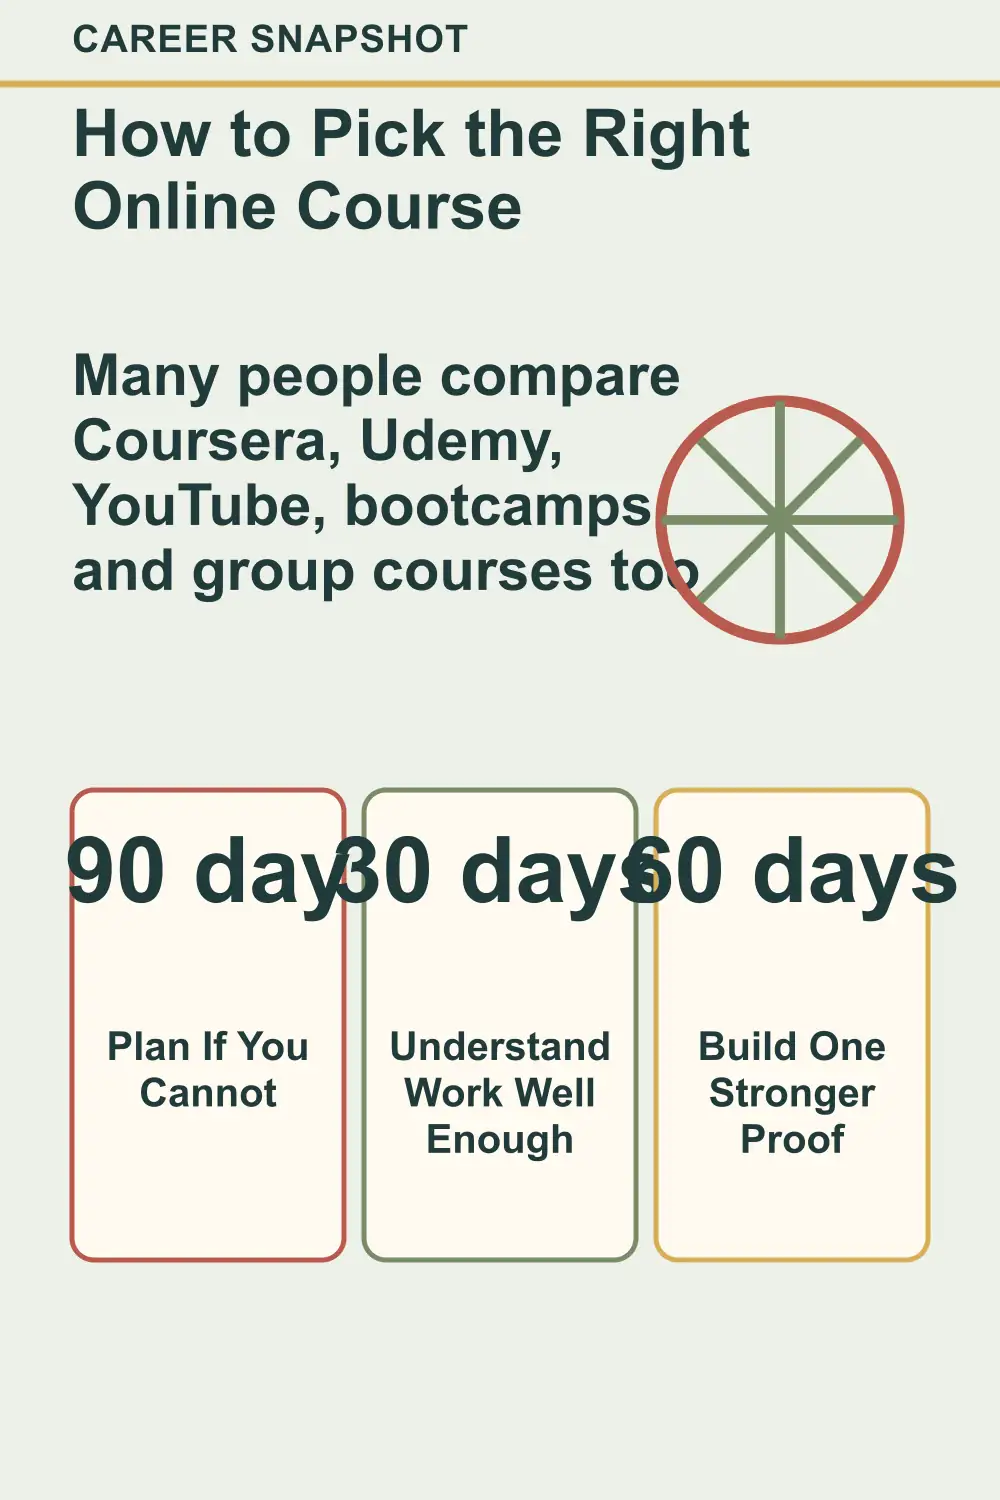 CAREER SNAPSHOT
How to Pick the Right
Online Course
Many people compare
Coursera, Udemy,
YouTube, bootcamps
and group courses too
90 days
30 days
60 days
Plan If You
Cannot
Understand
Work Well
Enough
Build One
Stronger
Proof